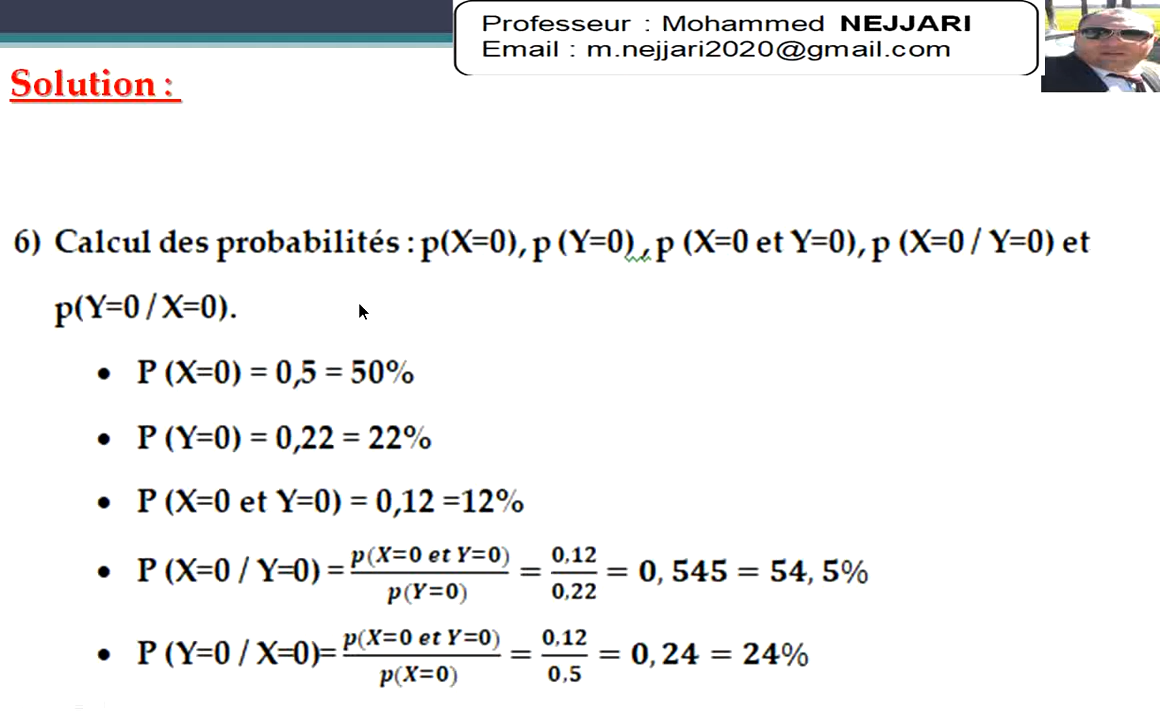 Professeur : Mohammed NEJJARI
Email : m.nejjari2020@gmail.com
Solution :
6) Calcul des probabilités : p(X=0), p (Y=0) , p (X=0 et Y=0), p (X=0 / Y=0) et
p(Y=0 / X=0).
• P (X=0) = 0,5 = 50%
• P (Y=0) = 0,22 = 22%
• P (X=0 et Y=0) = 0,12 =12%
• P (X=0 / Y=0) = p(X=0 et Y=0) / p(Y=0) = 0,12 / 0,22 = 0, 545 = 54, 5%
• P (Y=0 / X=0)= p(X=0 et Y=0) / p(X=0) = 0,12 / 0,5 = 0, 24 = 24%